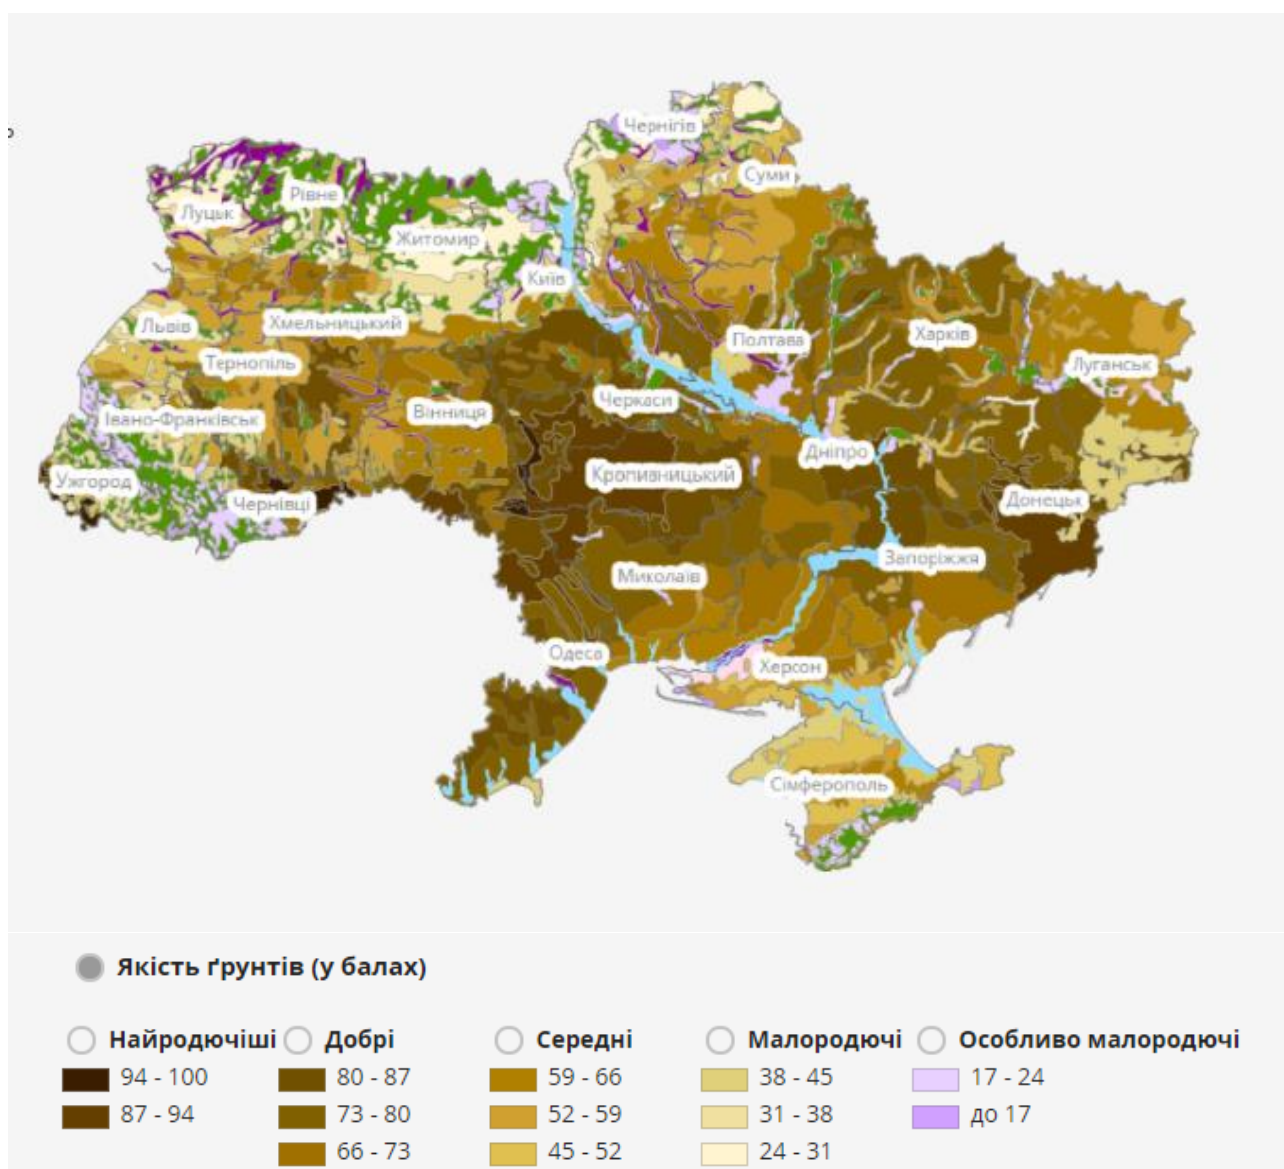 Чернігів
Суми
Рівне
Луцьк
Житомир
Київ
Львів
Хмельницький
Полтава
Харків
Тернопіль
Луганськ
Черкаси
Вінниця
Івано-Франківськ
Дніпро
Кропивницький
Ужгород
Чернівці
Донецьк
Запоріжжя
Миколаїв
Одеса
Херсон
Сімферополь
Якість ґрунтів (у балах)
Найродючіші Добрі Середні Малородючі Особливо малородючі
94 - 100 80 - 87 59 - 66 38 - 45 17 - 24
87 - 94 73 - 80 52 - 59 31 - 38 до 17
66 - 73 45 - 52 24 - 31